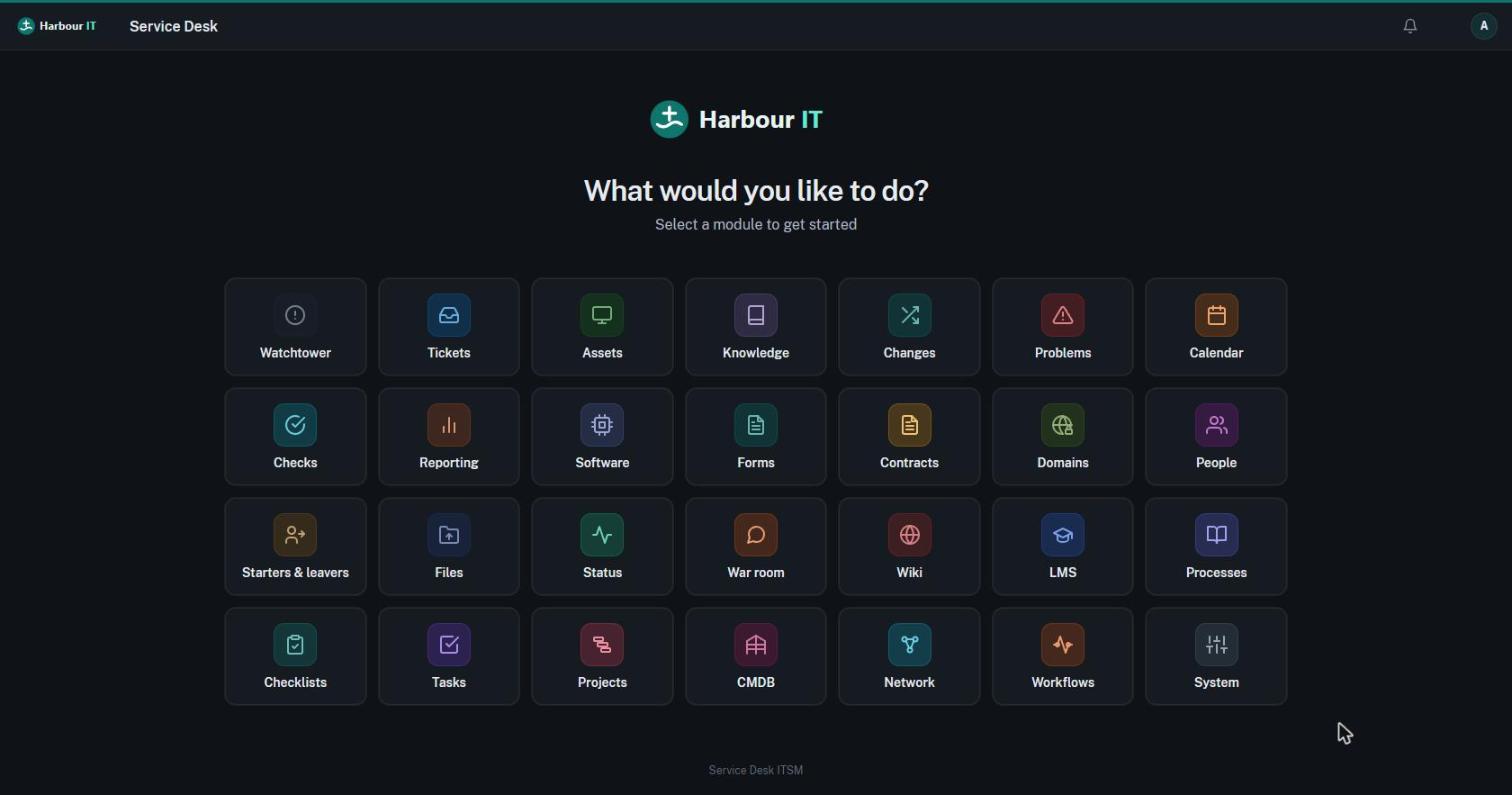 Harbour IT Service Desk A
Harbour IT
What would you like to do?
Select a module to get started
Watchtower Tickets Assets Knowledge Changes Problems Calendar
Checks Reporting Software Forms Contracts Domains People
Starters & leavers Files Status War room Wiki LMS Processes
Checklists Tasks Projects CMDB Network Workflows System
Service Desk ITSM